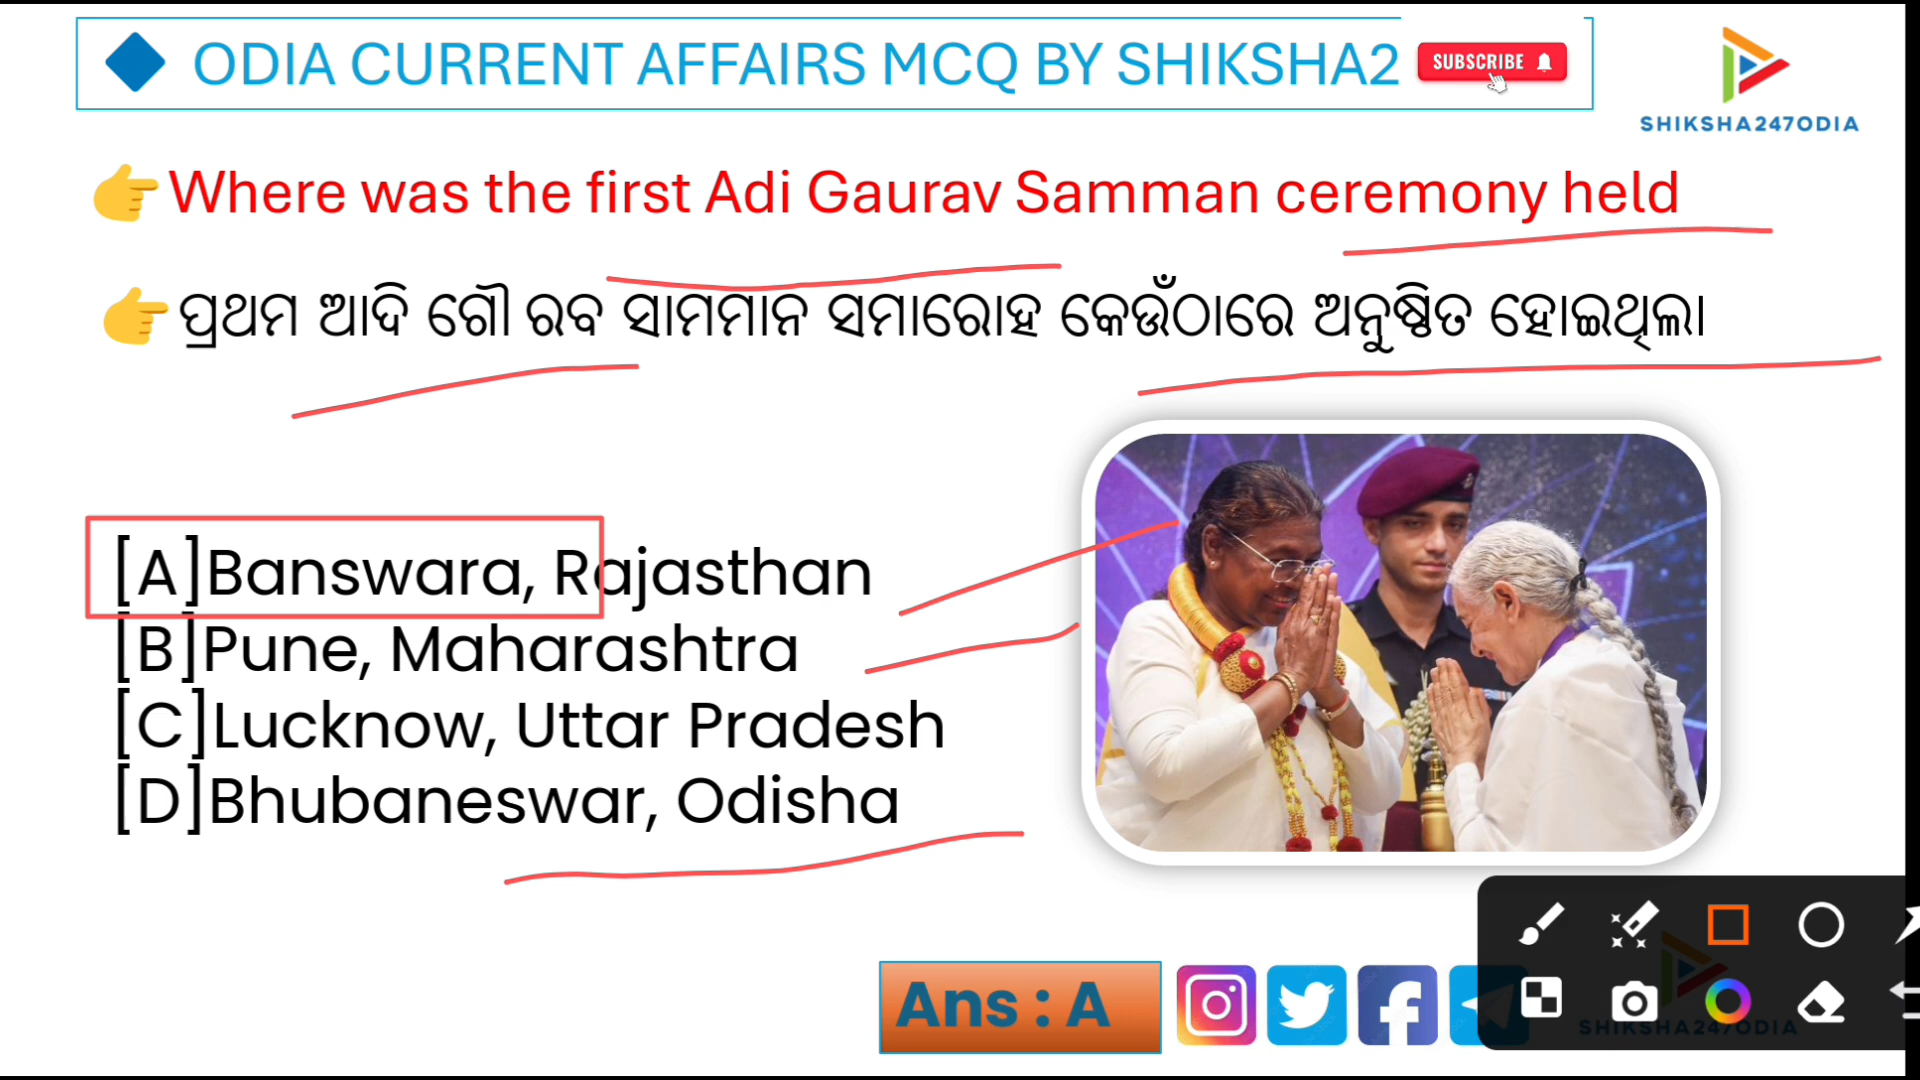 ODIA CURRENT AFFAIRS MCQ BY SHIKSHA2
SUBSCRIBE
SHIKSHA247ODIA
Where was the first Adi Gaurav Samman ceremony held
ପ୍ରଥମ ଆଦି ଗୌ ରବ ସାମମାନ ସମାରୋହ କେଉଁଠାରେ ଅନୁଷ୍ଠିତ ହୋଇଥିଲା
[A]Banswara, Rajasthan
[B]Pune, Maharashtra
[C]Lucknow, Uttar Pradesh
[D]Bhubaneswar, Odisha
Ans : A
SHIKSHA247ODIA